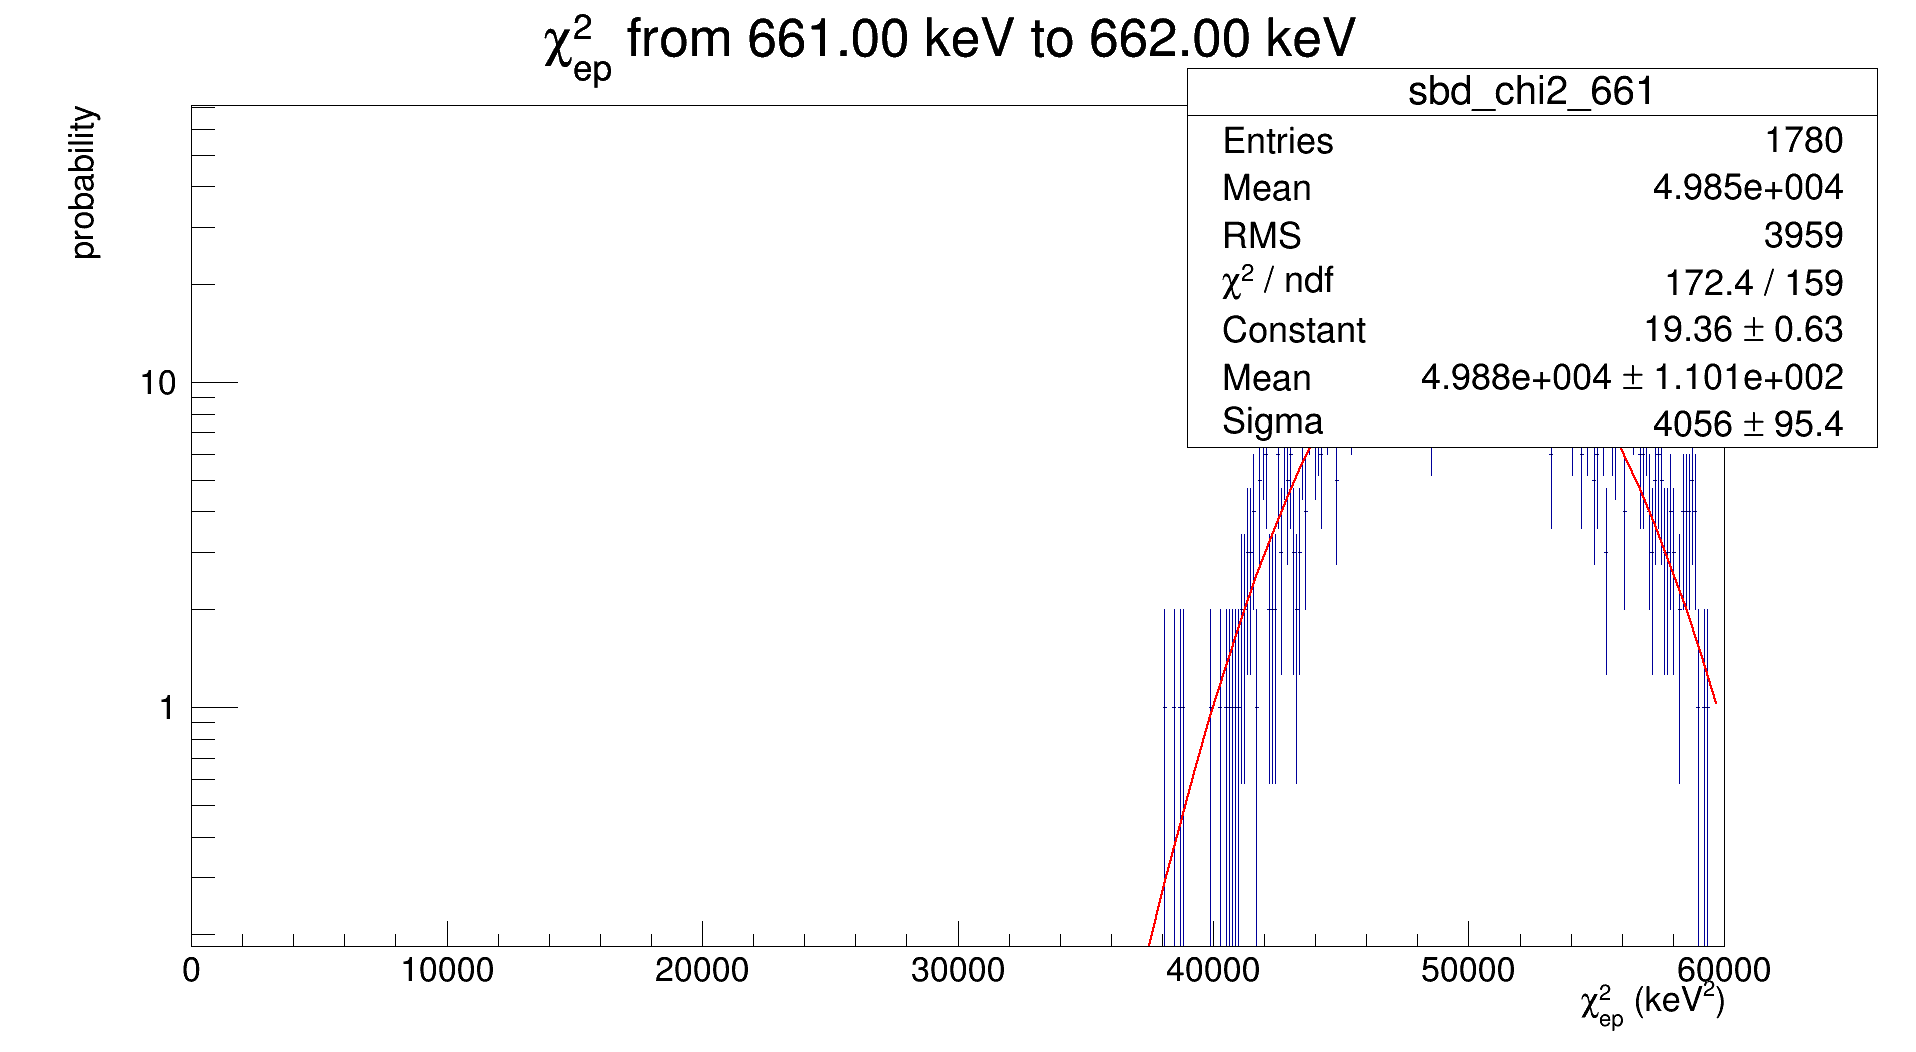 χ²ep from 661.00 keV to 662.00 keV
probability
sbd_chi2_661
Entries 1780
Mean 4.985e+004
RMS 3959
χ² / ndf 172.4 / 159
Constant 19.36 ± 0.63
Mean 4.988e+004 ± 1.101e+002
Sigma 4056 ± 95.4
10
1
0 10000 20000 30000 40000 50000 60000
χ²ep (keV²)